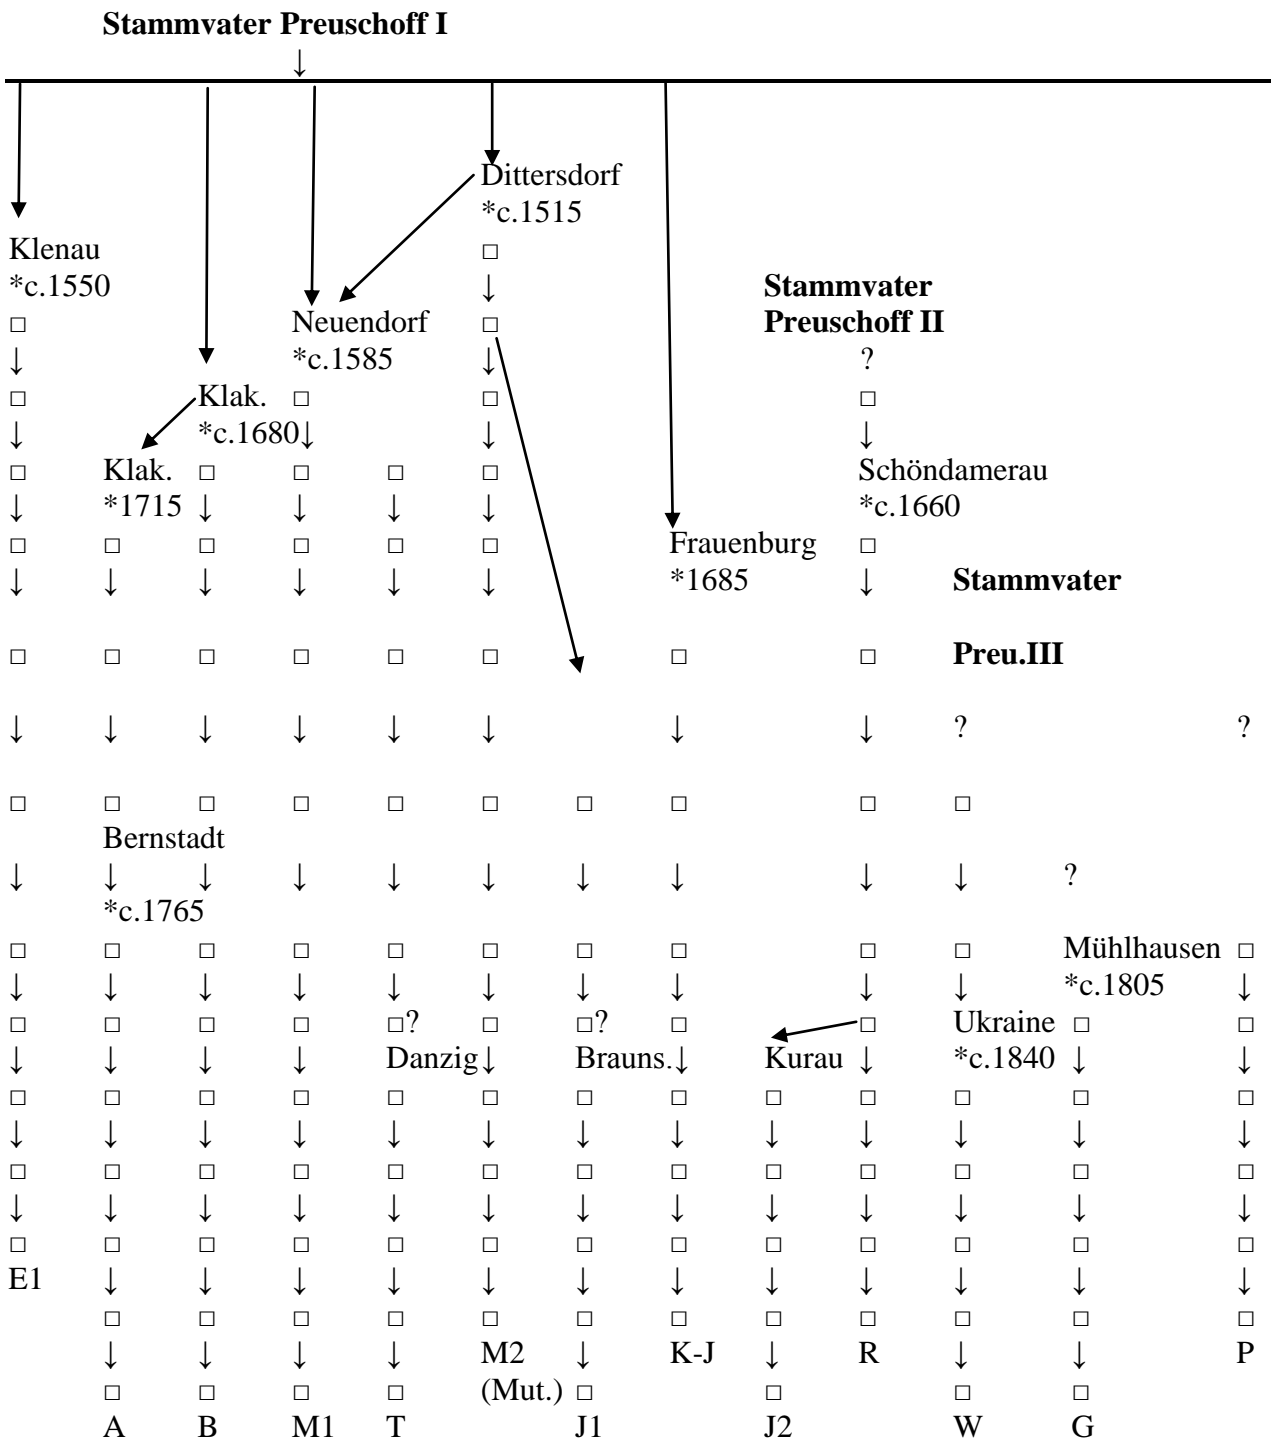 Stammvater Preuschoff I
Dittersdorf
*c.1515
Klenau
*c.1550
Stammvater
Preuschoff II
Neuendorf
*c.1585
?
Klak.
*c.1680
Klak.
*1715
Schöndamerau
*c.1660
Frauenburg
*1685
Stammvater
Preu.III
? ?
Bernstadt
?
*c.1765
Mühlhausen
*c.1805
? ? Ukraine
Danzig Brauns. Kurau *c.1840
E1
M2 K-J R P
(Mut.)
A B M1 T J1 J2 W G